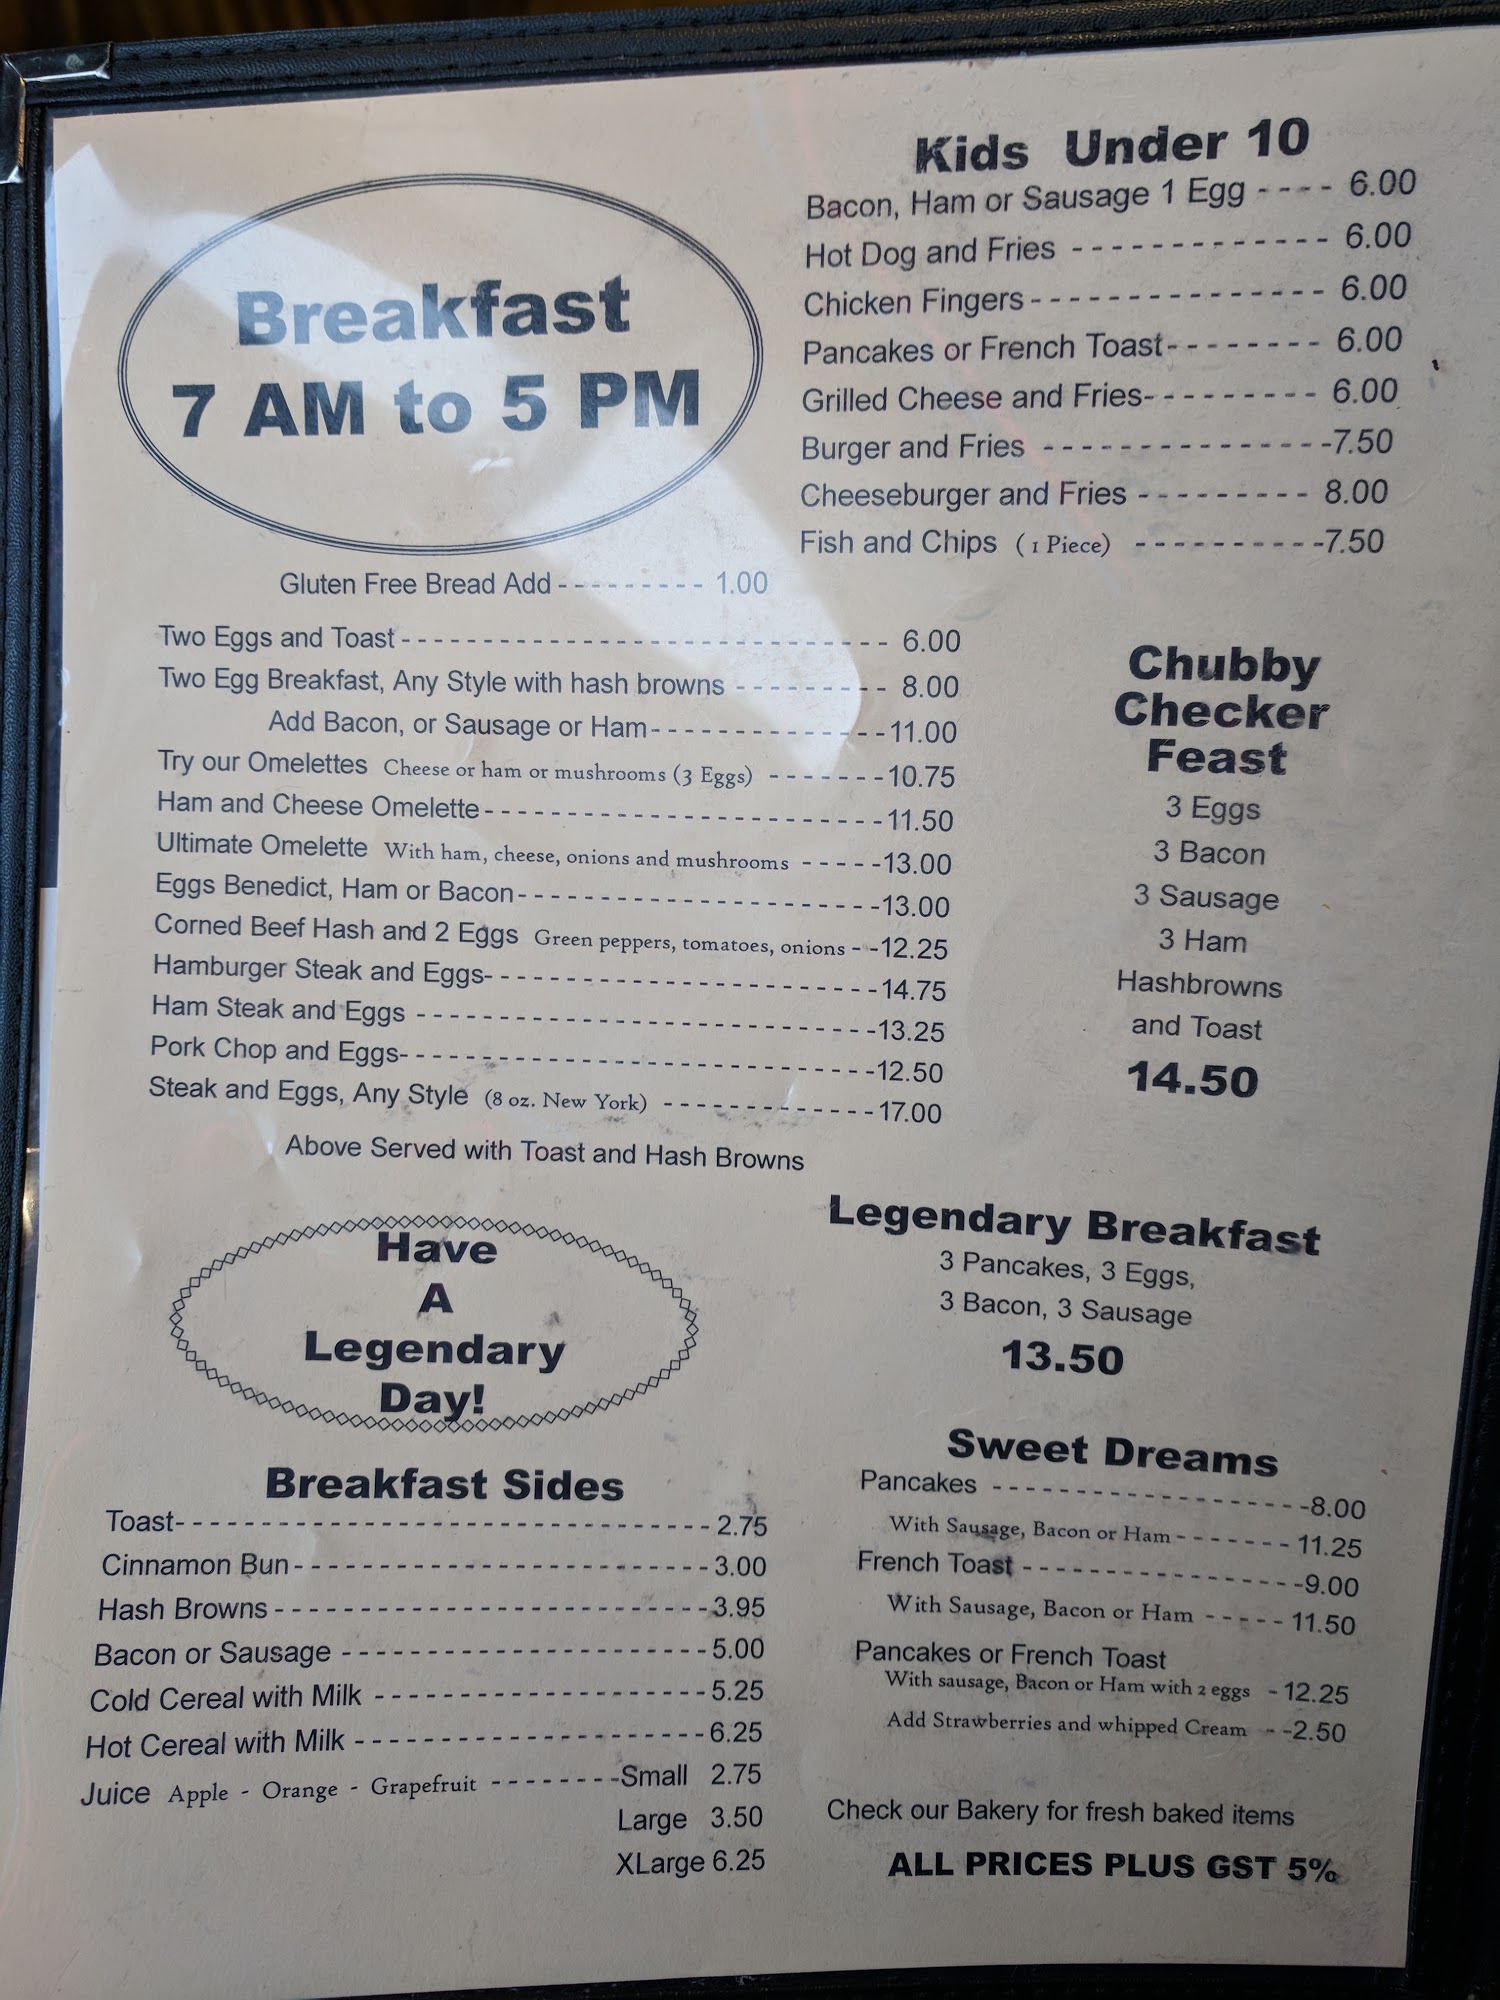 Breakfast
7 AM to 5 PM
Gluten Free Bread Add - - - - - - - - - 1.00
Two Eggs and Toast - - - - - - - - - - - - - - - - - - - - - - - - - - - - - - 6.00
Two Egg Breakfast, Any Style with hash browns - - - - - - - - - - 8.00
Add Bacon, or Sausage or Ham - - - - - - - - - - - - - - -11.00
Try our Omelettes Cheese or ham or mushrooms (3 Eggs) - - - - - - -10.75
Ham and Cheese Omelette - - - - - - - - - - - - - - - - - - - - - - - - -11.50
Ultimate Omelette With ham, cheese, onions and mushrooms - - - - -13.00
Eggs Benedict, Ham or Bacon - - - - - - - - - - - - - - - - - - - - - - -13.00
Corned Beef Hash and 2 Eggs Green peppers, tomatoes, onions - -12.25
Hamburger Steak and Eggs - - - - - - - - - - - - - - - - - - - - - - - - -14.75
Ham Steak and Eggs - - - - - - - - - - - - - - - - - - - - - - - - - - - - -13.25
Pork Chop and Eggs - - - - - - - - - - - - - - - - - - - - - - - - - - - - - -12.50
Steak and Eggs, Any Style (8 oz. New York) - - - - - - - - - - - - -17.00
Above Served with Toast and Hash Browns
Have
A
Legendary
Day!
Breakfast Sides
Toast - - - - - - - - - - - - - - - - - - - - - - - - - - - - - - - - - - 2.75
Cinnamon Bun - - - - - - - - - - - - - - - - - - - - - - - - - -3.00
Hash Browns - - - - - - - - - - - - - - - - - - - - - - - - - - -3.95
Bacon or Sausage - - - - - - - - - - - - - - - - - - - - - - -5.00
Cold Cereal with Milk - - - - - - - - - - - - - - - - - - - - -5.25
Hot Cereal with Milk - - - - - - - - - - - - - - - - - - - - - -6.25
Juice Apple - Orange - Grapefruit - - - - - - - -Small 2.75
Large 3.50
XLarge 6.25
Kids Under 10
Bacon, Ham or Sausage 1 Egg - - - - 6.00
Hot Dog and Fries - - - - - - - - - - - - - 6.00
Chicken Fingers - - - - - - - - - - - - - - - 6.00
Pancakes or French Toast - - - - - - - - 6.00
Grilled Cheese and Fries - - - - - - - - - 6.00
Burger and Fries - - - - - - - - - - - - - - -7.50
Cheeseburger and Fries - - - - - - - - - 8.00
Fish and Chips (1 Piece) - - - - - - - - - - -7.50
Chubby
Checker
Feast
3 Eggs
3 Bacon
3 Sausage
3 Ham
Hashbrowns
and Toast
14.50
Legendary Breakfast
3 Pancakes, 3 Eggs,
3 Bacon, 3 Sausage
13.50
Sweet Dreams
Pancakes - - - - - - - - - - - - - - - - - - - -8.00
With Sausage, Bacon or Ham - - - - - - - 11.25
French Toast - - - - - - - - - - - - - - - - - -9.00
With Sausage, Bacon or Ham - - - - - 11.50
Pancakes or French Toast
With sausage, Bacon or Ham with 2 eggs - 12.25
Add Strawberries and whipped Cream - -2.50
Check our Bakery for fresh baked items
ALL PRICES PLUS GST 5%